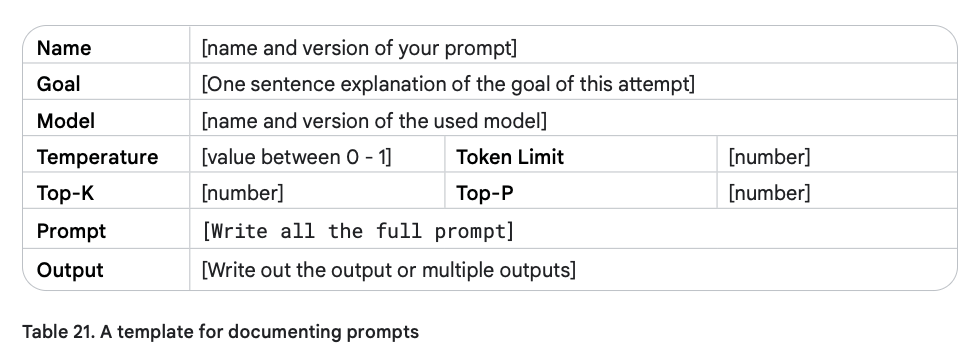 Name [name and version of your prompt]
Goal [One sentence explanation of the goal of this attempt]
Model [name and version of the used model]
Temperature [value between 0 - 1] Token Limit [number]
Top-K [number] Top-P [number]
Prompt [Write all the full prompt]
Output [Write out the output or multiple outputs]
Table 21. A template for documenting prompts